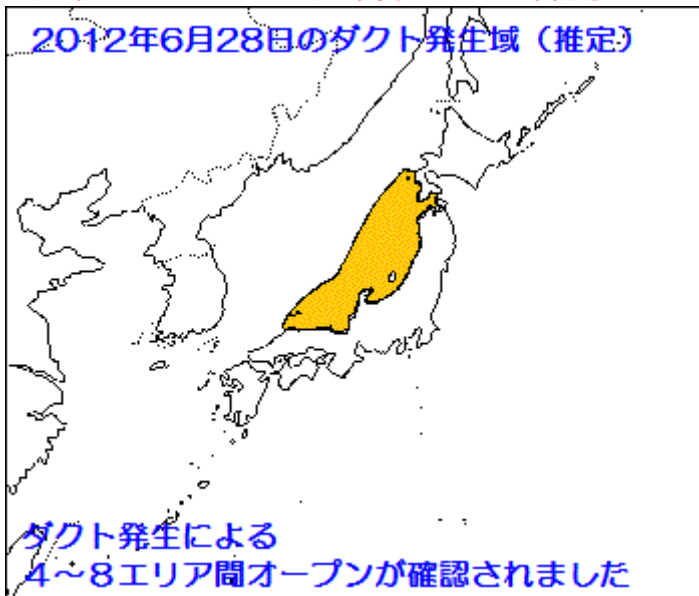 2012年6月28日のダクト発生域（推定）
ダクト発生による
４～８エリア間オープンが確認されました